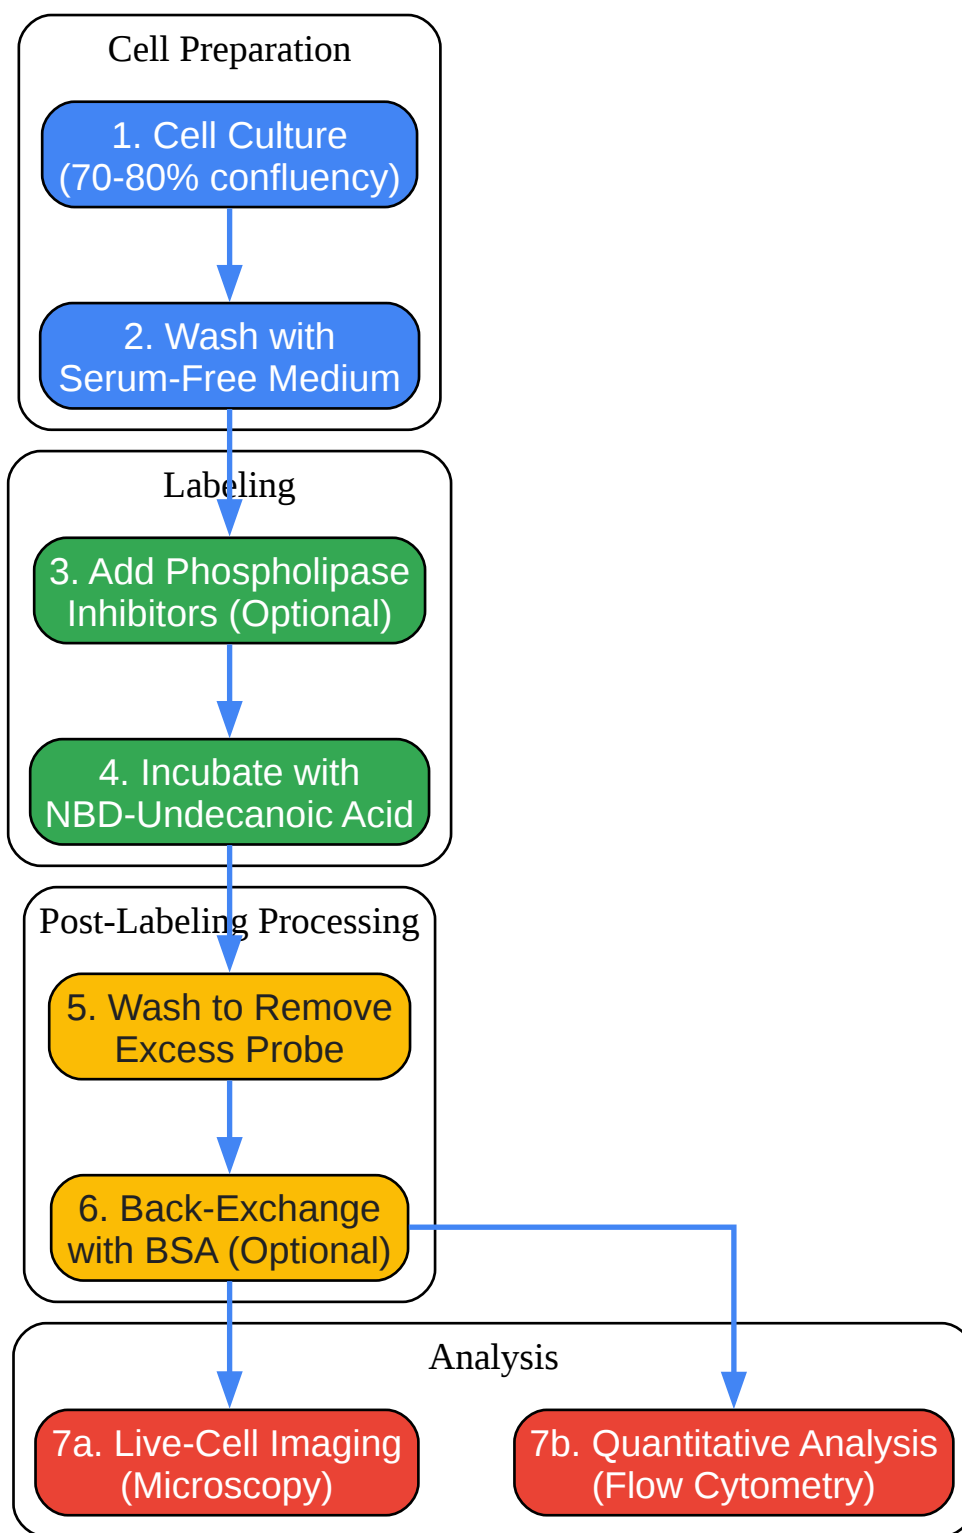 Cell Preparation
1. Cell Culture
(70-80% confluency)
2. Wash with
Serum-Free Medium
Labeling
3. Add Phospholipase
Inhibitors (Optional)
4. Incubate with
NBD-Undecanoic Acid
Post-Labeling Processing
5. Wash to Remove
Excess Probe
6. Back-Exchange
with BSA (Optional)
Analysis
7a. Live-Cell Imaging
(Microscopy)
7b. Quantitative Analysis
(Flow Cytometry)